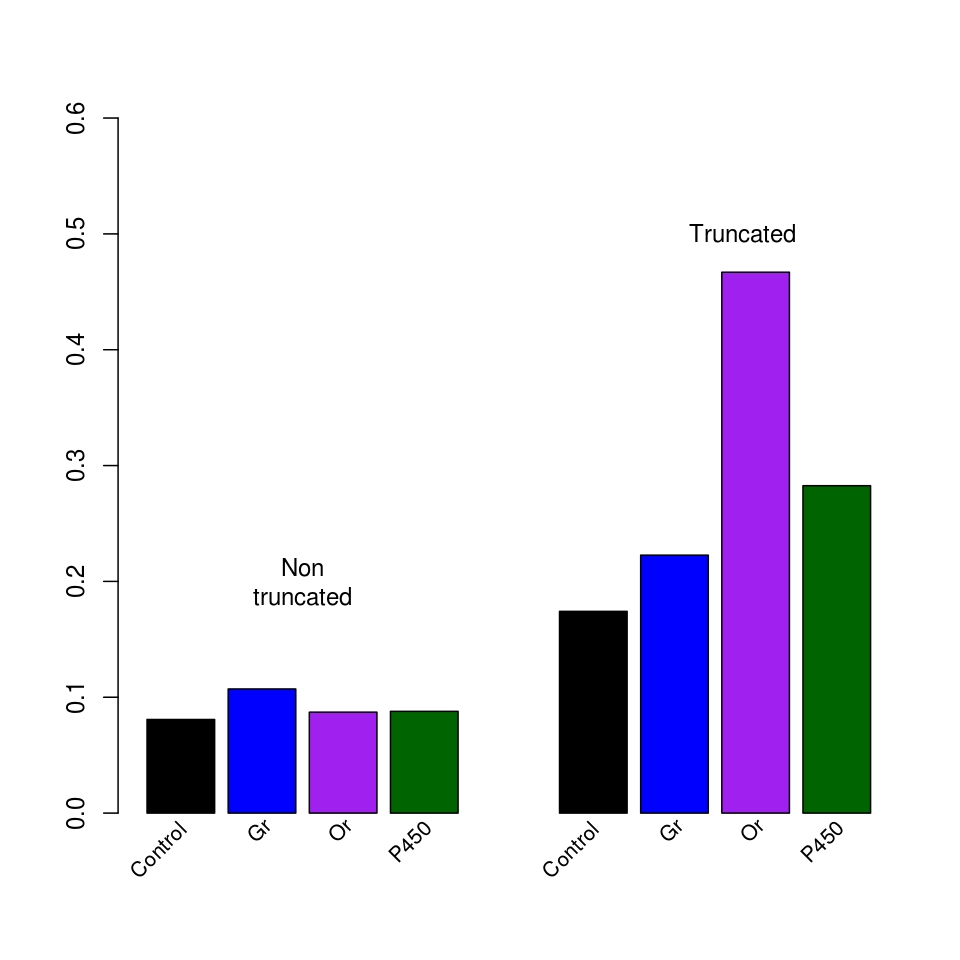 0.6
0.5
0.4
0.3
0.2
0.1
0.0
Non
truncated
Truncated
Control
Gr
Or
P450
Control
Gr
Or
P450